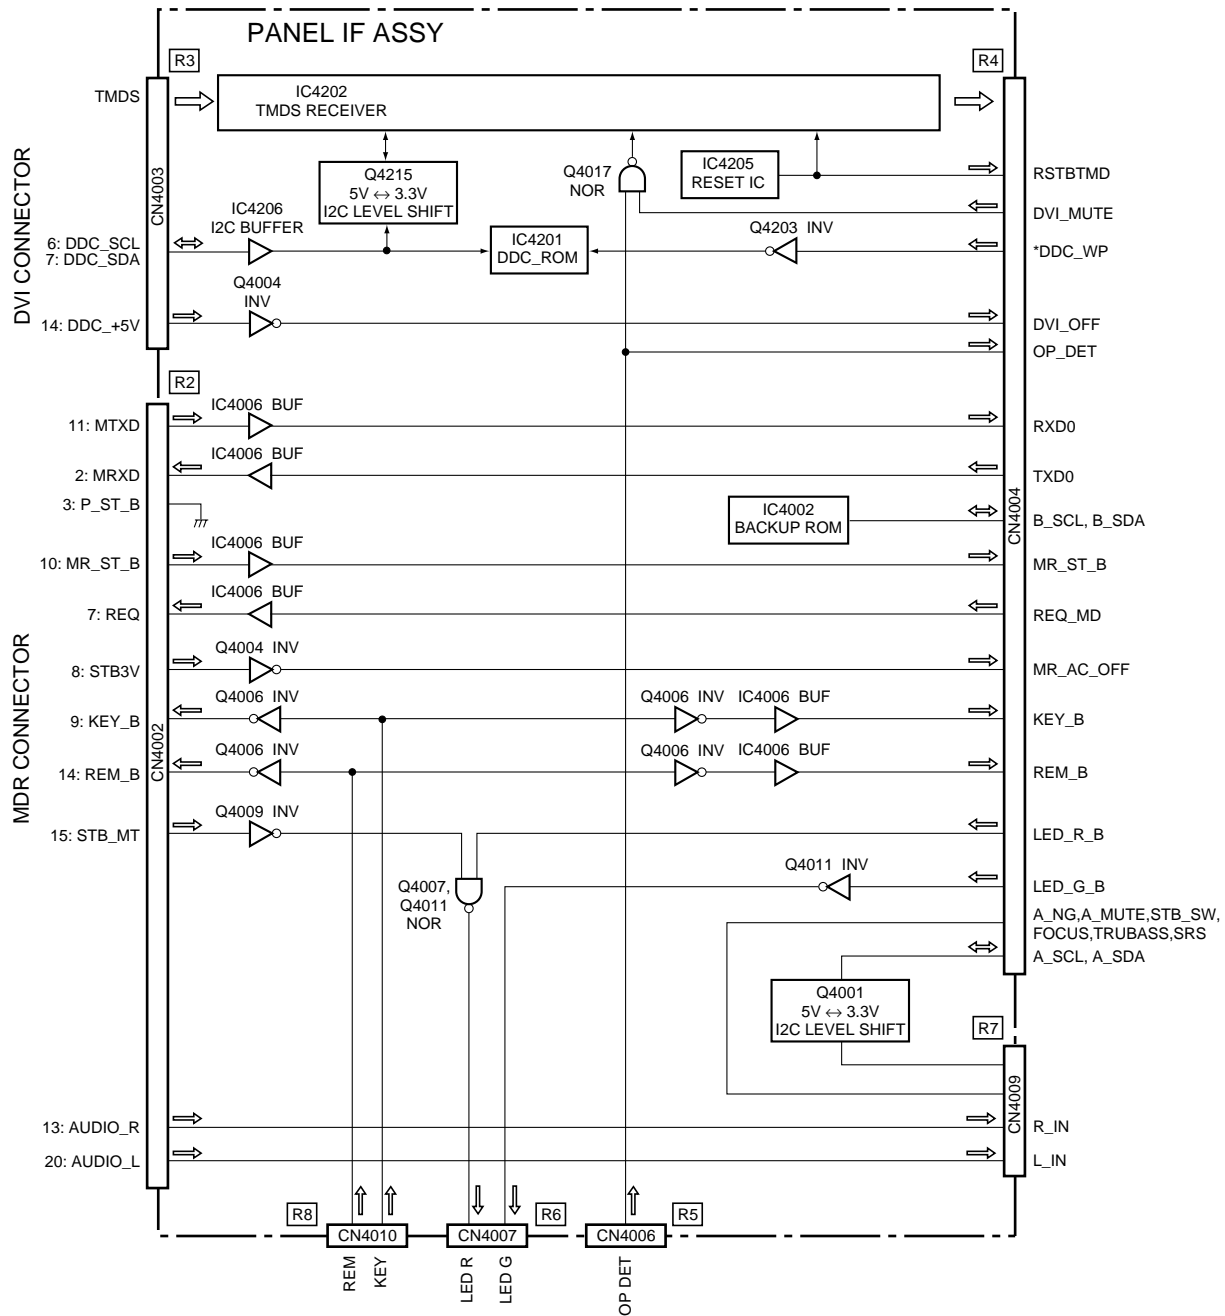 PANEL IF ASSY
R3
R4
TMDS
IC4202
TMDS RECEIVER
DVI CONNECTOR
CN4003
Q4215
5V ↔ 3.3V
I2C LEVEL SHIFT
Q4017
NOR
IC4205
RESET IC
RSTBTMD
DVI_MUTE
IC4206
I2C BUFFER
6: DDC_SCL
7: DDC_SDA
IC4201
DDC_ROM
Q4203 INV
*DDC_WP
Q4004
INV
14: DDC_+5V
DVI_OFF
OP_DET
R2
IC4006 BUF
11: MTXD
RXD0
IC4006 BUF
2: MRXD
TXD0
3: P_ST_B
IC4002
BACKUP ROM
CN4004
B_SCL, B_SDA
IC4006 BUF
10: MR_ST_B
MR_ST_B
IC4006 BUF
7: REQ
REQ_MD
MDR CONNECTOR
Q4004 INV
8: STB3V
MR_AC_OFF
Q4006 INV
Q4006 INV
IC4006 BUF
9: KEY_B
KEY_B
CN4002
Q4006 INV
Q4006 INV
IC4006 BUF
14: REM_B
REM_B
Q4009 INV
15: STB_MT
LED_R_B
Q4007,
Q4011
NOR
Q4011 INV
LED_G_B
A_NG,A_MUTE,STB_SW,
FOCUS,TRUBASS,SRS
A_SCL, A_SDA
Q4001
5V ↔ 3.3V
I2C LEVEL SHIFT
R7
CN4009
13: AUDIO_R
R_IN
20: AUDIO_L
L_IN
R8
CN4010
CN4007
R6
CN4006
R5
REM
KEY
LED R
LED G
OP DET